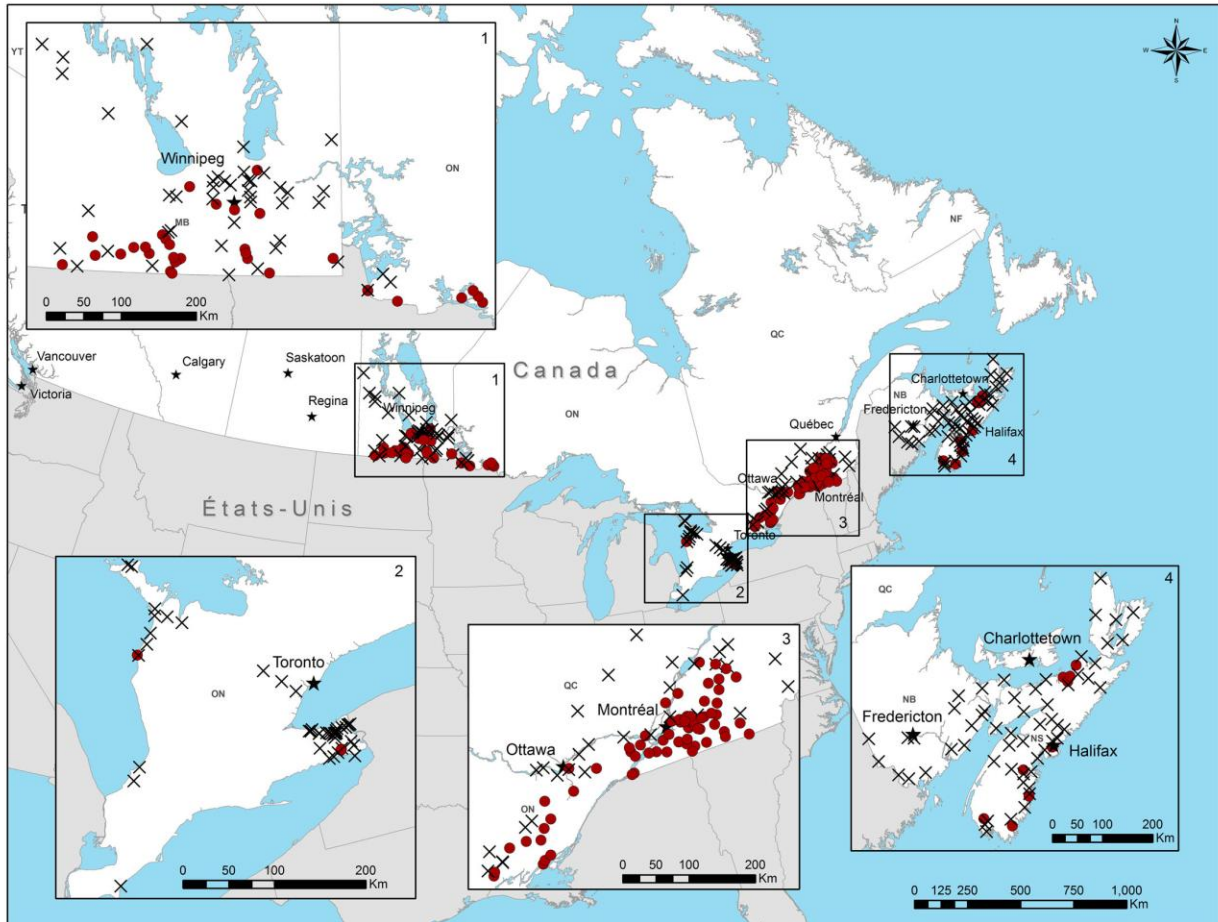 N
W E
S
YT
1
Winnipeg
ON
MB
0 50 100 200
Km
NF
QC
Vancouver
Victoria
Calgary
Saskatoon
Regina
Canada
1
Winnipeg
ON
Québec
NB
Charlottetown
Fredericton
Halifax
4
Ottawa
Montréal
3
États-Unis
Toronto
2
2
Toronto
ON
0 50 100 200
Km
3
QC
Montréal
Ottawa
ON
0 50 100 200
Km
4
QC
Charlottetown
NB
Fredericton
NS
Halifax
0 50 100 200
Km
0 125 250 500 750 1,000
Km